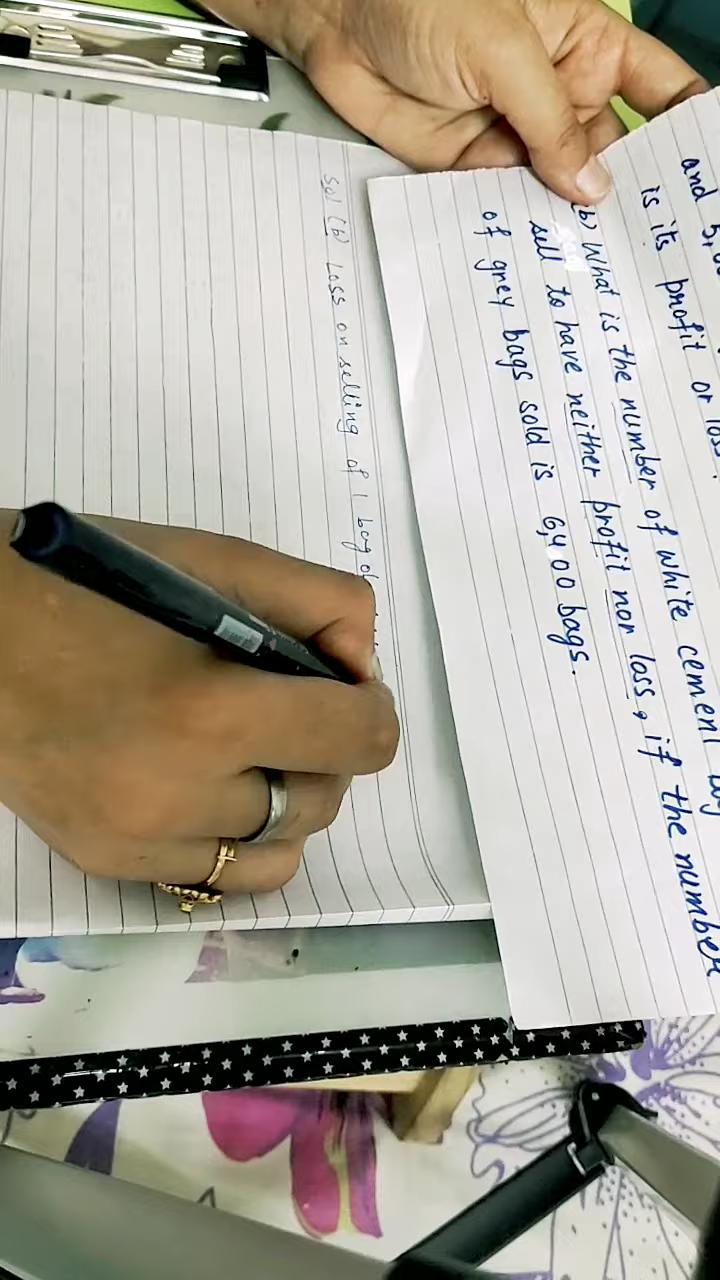 and 5,
is its profit or loss.
(b) What is the number of white cement
sell to have neither profit nor loss, if the number
of grey bags sold is 6,400 bags.
Sol (b) Loss on selling of 1 bag of